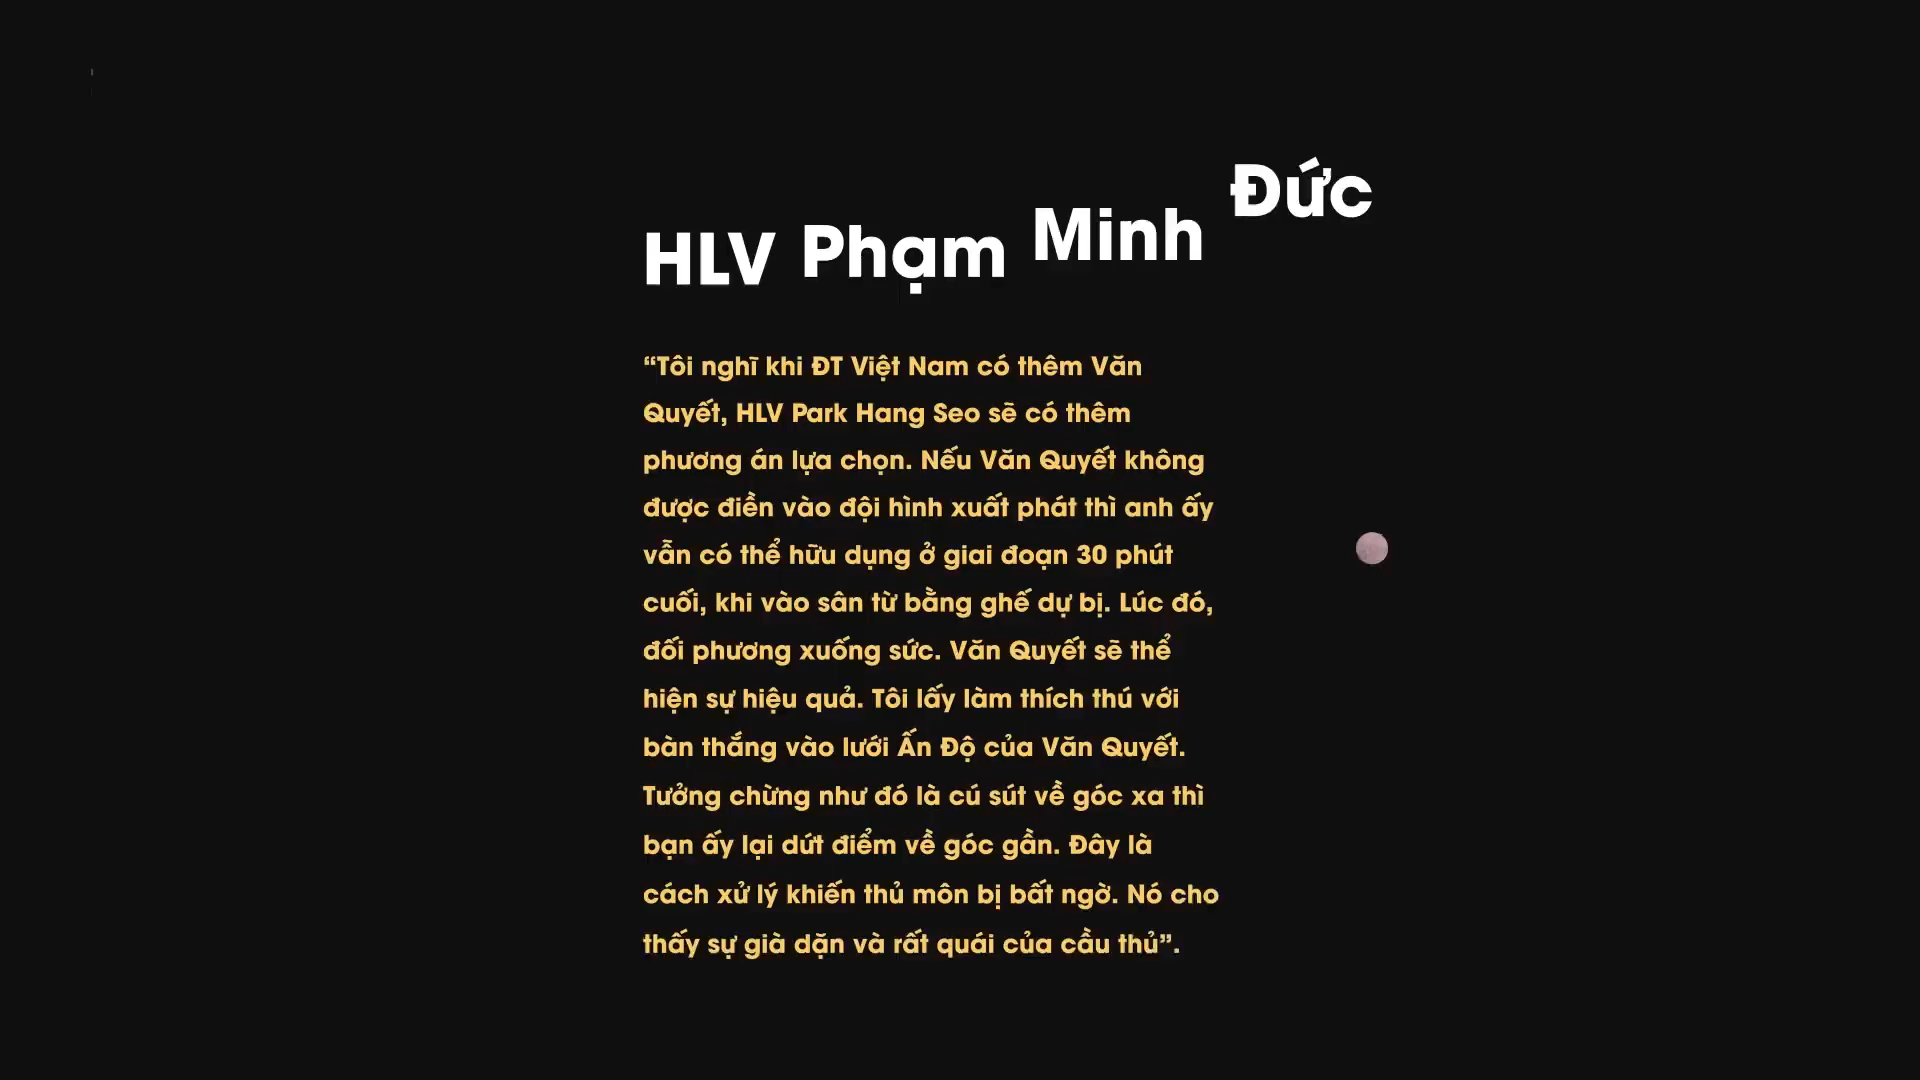 HLV Phạm Minh Đức
“Tôi nghĩ khi ĐT Việt Nam có thêm Văn
Quyết, HLV Park Hang Seo sẽ có thêm
phương án lựa chọn. Nếu Văn Quyết không
được điền vào đội hình xuất phát thì anh ấy
vẫn có thể hữu dụng ở giai đoạn 30 phút
cuối, khi vào sân từ bằng ghế dự bị. Lúc đó,
đối phương xuống sức. Văn Quyết sẽ thể
hiện sự hiệu quả. Tôi lấy làm thích thú với
bàn thắng vào lưới Ấn Độ của Văn Quyết.
Tưởng chừng như đó là cú sút về góc xa thì
bạn ấy lại dứt điểm về góc gần. Đây là
cách xử lý khiến thủ môn bị bất ngờ. Nó cho
thấy sự già dặn và rất quái của cầu thủ”.